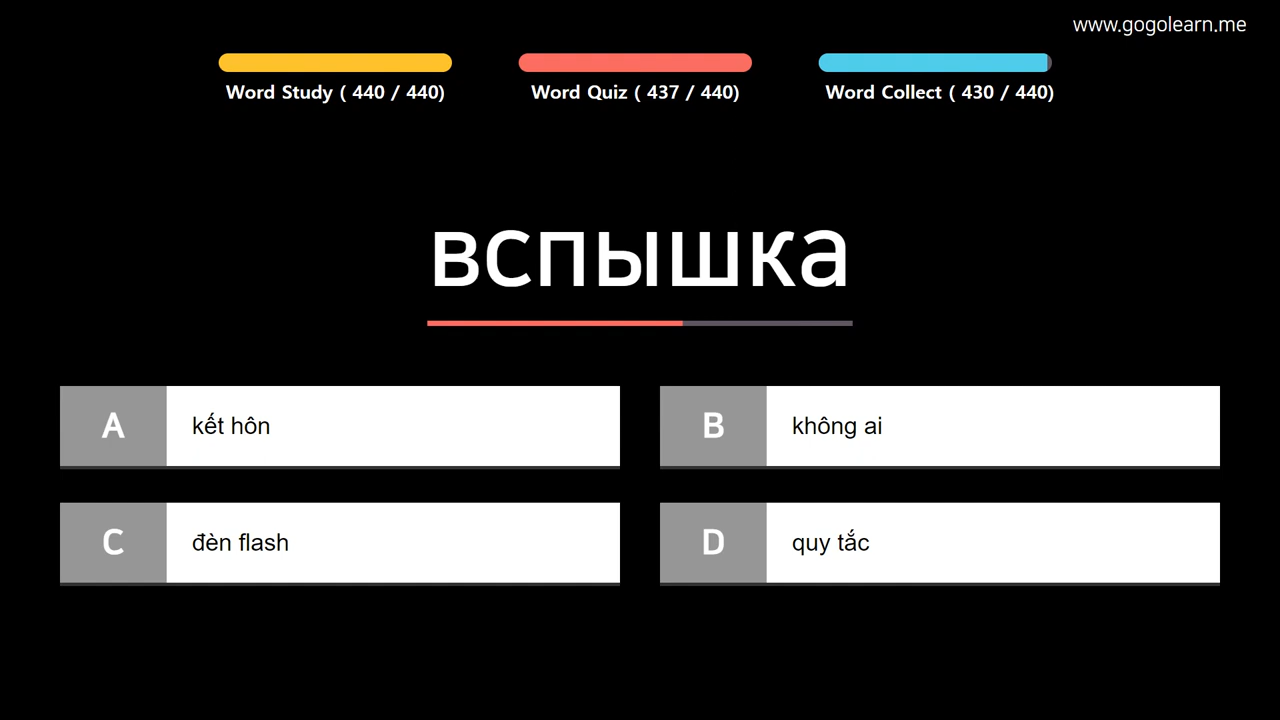 www.gogolearn.me
Word Study ( 440 / 440)
Word Quiz ( 437 / 440)
Word Collect ( 430 / 440)
вспышка
A kết hôn
B không ai
C đèn flash
D quy tắc